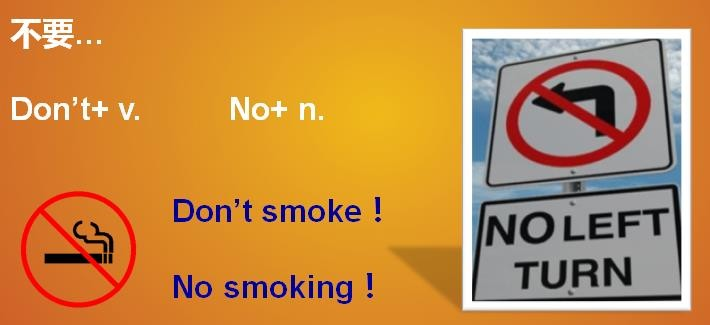 不要...
Don't+ v. No+ n.
Don't smoke！
No smoking！
NO LEFT
TURN